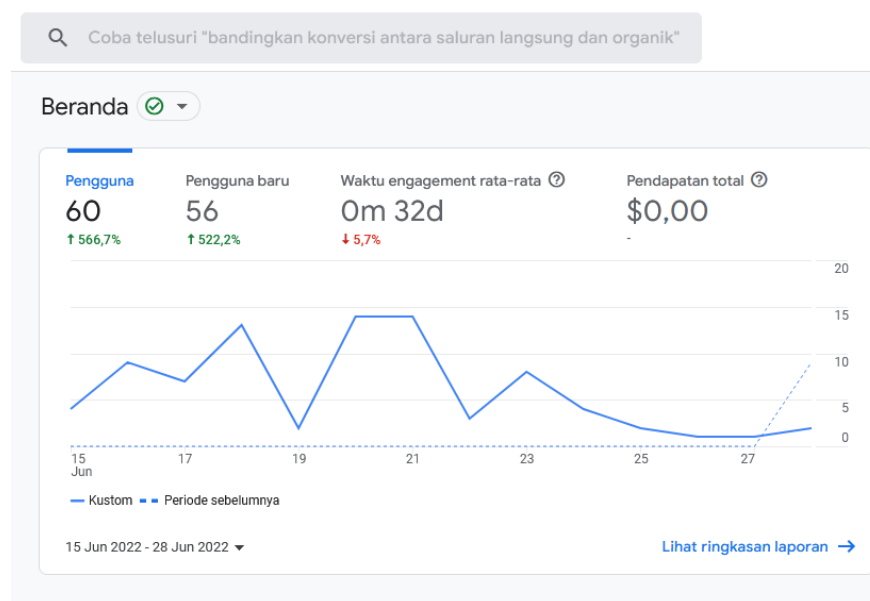 Coba telusuri "bandingkan konversi antara saluran langsung dan organik"
Beranda
Pengguna Pengguna baru Waktu engagement rata-rata Pendapatan total
60 56 0m 32d $0,00
↑ 566,7% ↑ 522,2% ↓ 5,7% -
20
15
10
5
0
15 17 19 21 23 25 27
Jun
Kustom Periode sebelumnya
15 Jun 2022 - 28 Jun 2022 Lihat ringkasan laporan →